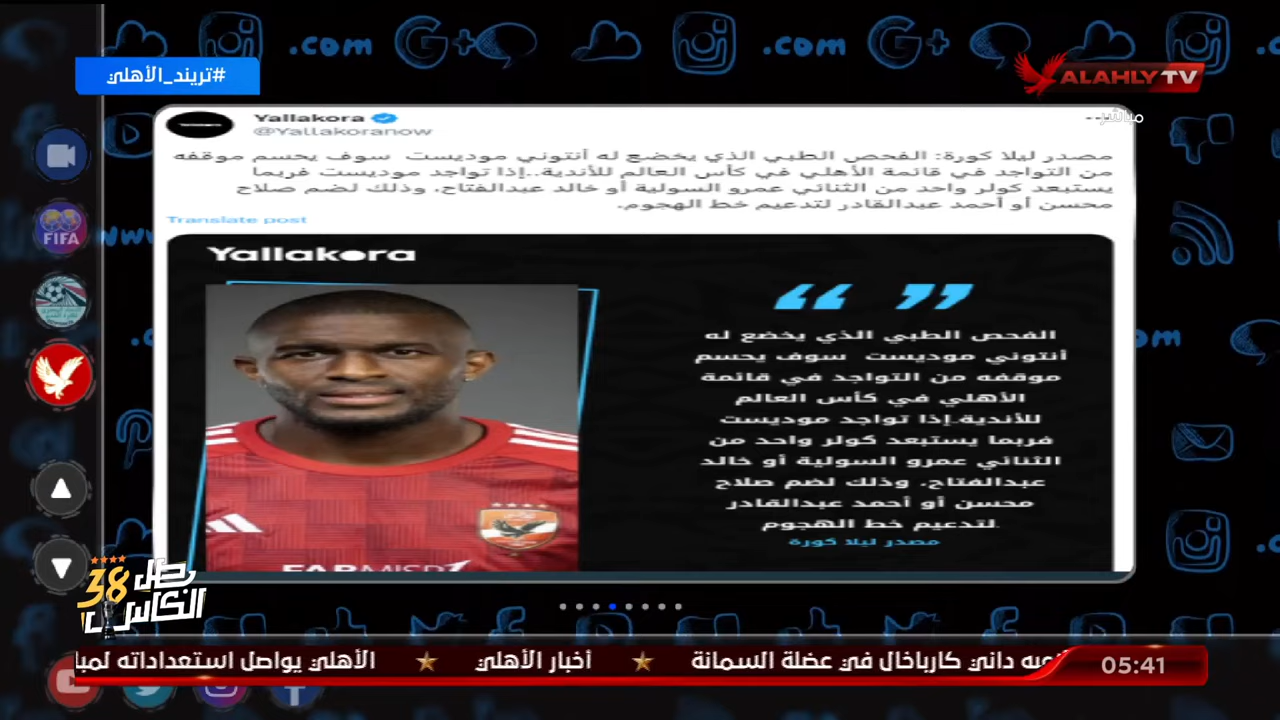 #تريند_الأهلي
ALAHLY TV
مباشر
Yallakora
@Yallakoranow
مصدر ليلا كورة: الفحص الطبي الذي يخضع له أنتوني موديست سوف يحسم موقفه
من التواجد في قائمة الأهلي في كأس العالم للأندية..إذا تواجد موديست فربما
يستبعد كولر واحد من الثنائي عمرو السولية أو خالد عبدالفتاح، وذلك لضم صلاح
محسن أو أحمد عبدالقادر لتدعيم خط الهجوم.
Translate post
Yallakora
الفحص الطبي الذي يخضع له
أنتوني موديست سوف يحسم
موقفه من التواجد في قائمة
الأهلي في كأس العالم
للأندية.إذا تواجد موديست
فربما يستبعد كولر واحد من
الثنائي عمرو السولية أو خالد
عبدالفتاح، وذلك لضم صلاح
محسن أو أحمد عبدالقادر
لتدعيم خط الهجوم.
مصدر ليلا كورة
FIFA
.com
.com
www
38
الكاس
داني كارباخال في عضلة السمانة ★ أخبار الأهلي ★ الأهلي يواصل استعداداته
05:41